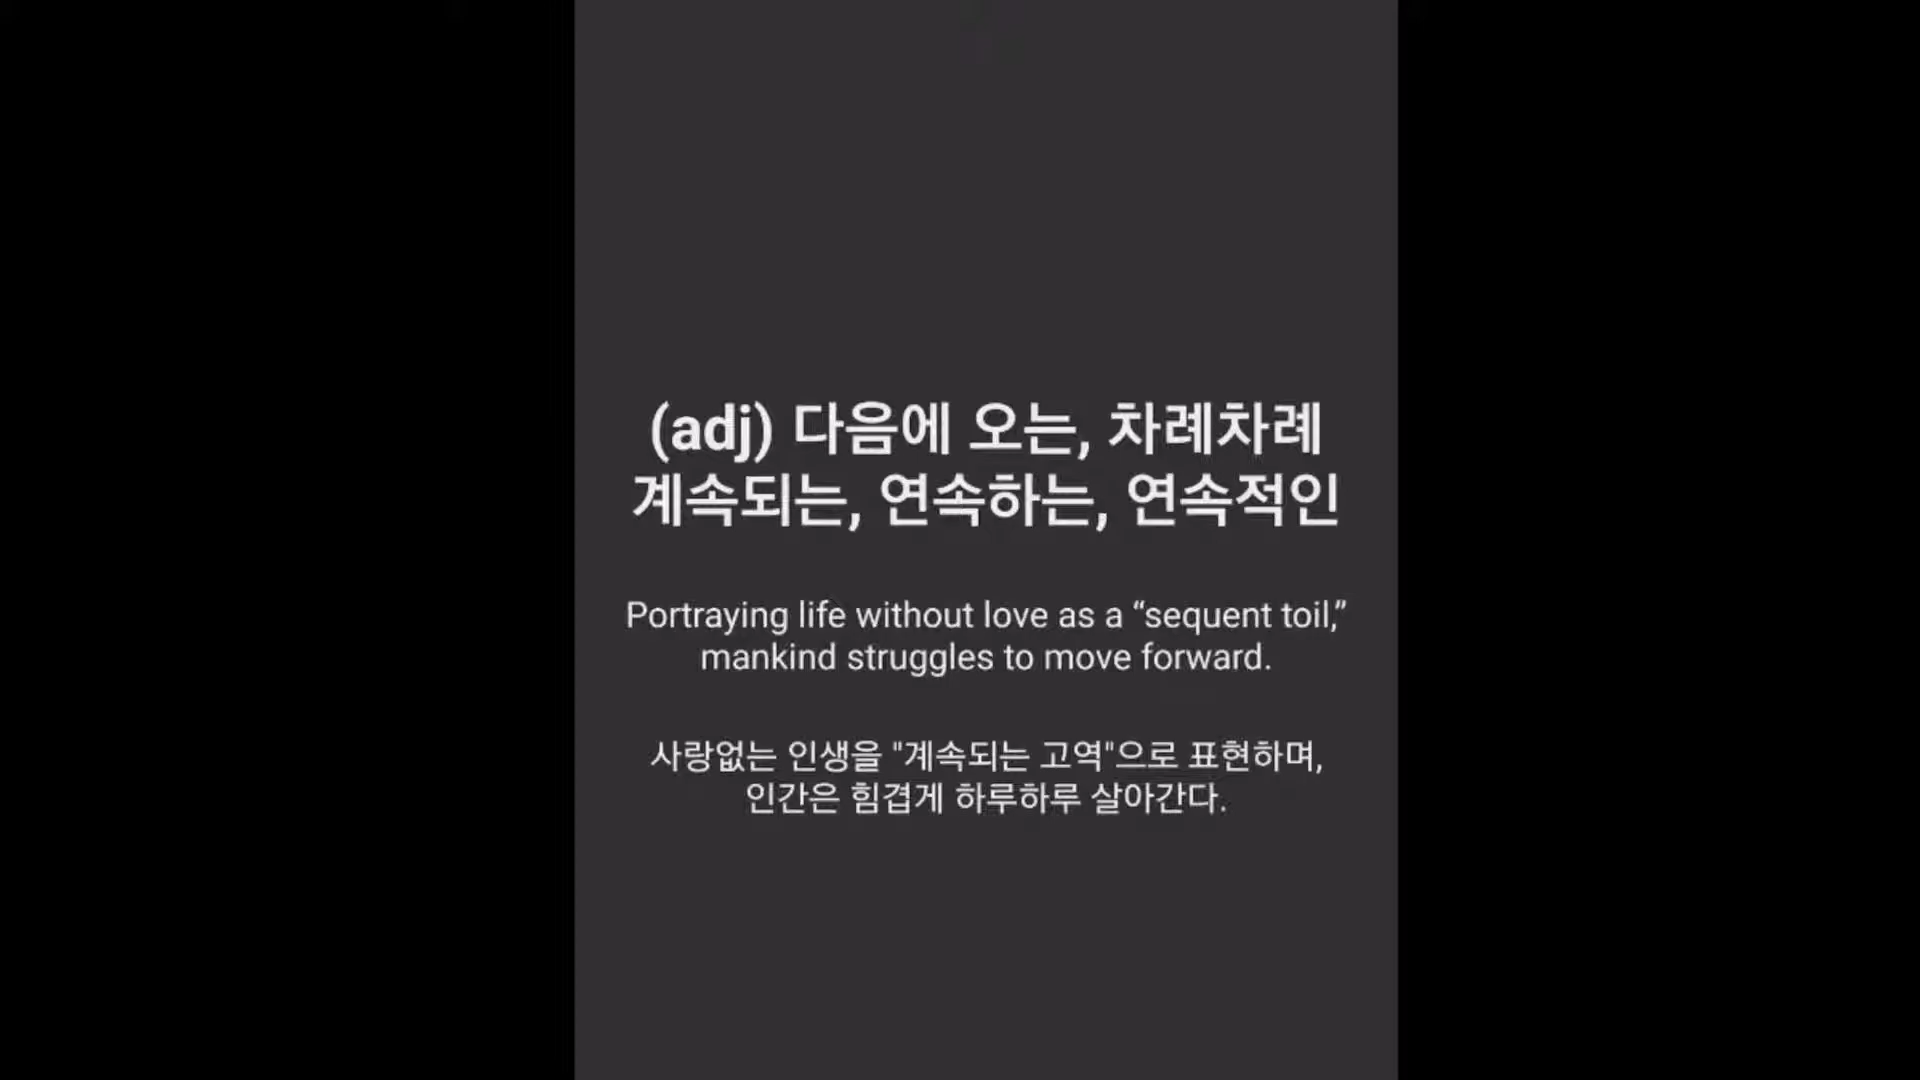 (adj) 다음에 오는, 차례차례
계속되는, 연속하는, 연속적인
Portraying life without love as a “sequent toil,”
mankind struggles to move forward.
사랑없는 인생을 "계속되는 고역"으로 표현하며,
인간은 힘겹게 하루하루 살아간다.